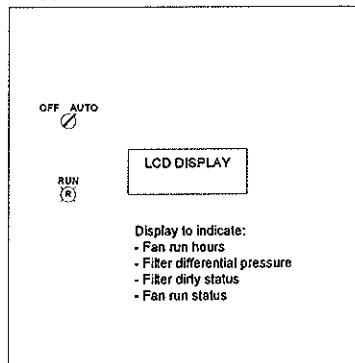 OFF AUTO
RUN
R
LCD DISPLAY
Display to indicate:
- Fan run hours
- Filter differential pressure
- Filter dirty status
- Fan run status